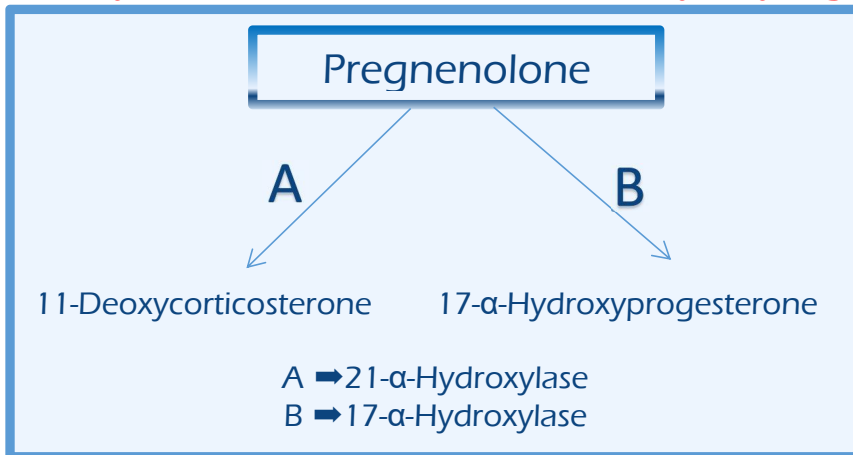 Pregnenolone
A
B
11-Deoxycorticosterone 17-α-Hydroxyprogesterone
A ➡21-α-Hydroxylase
B ➡17-α-Hydroxylase